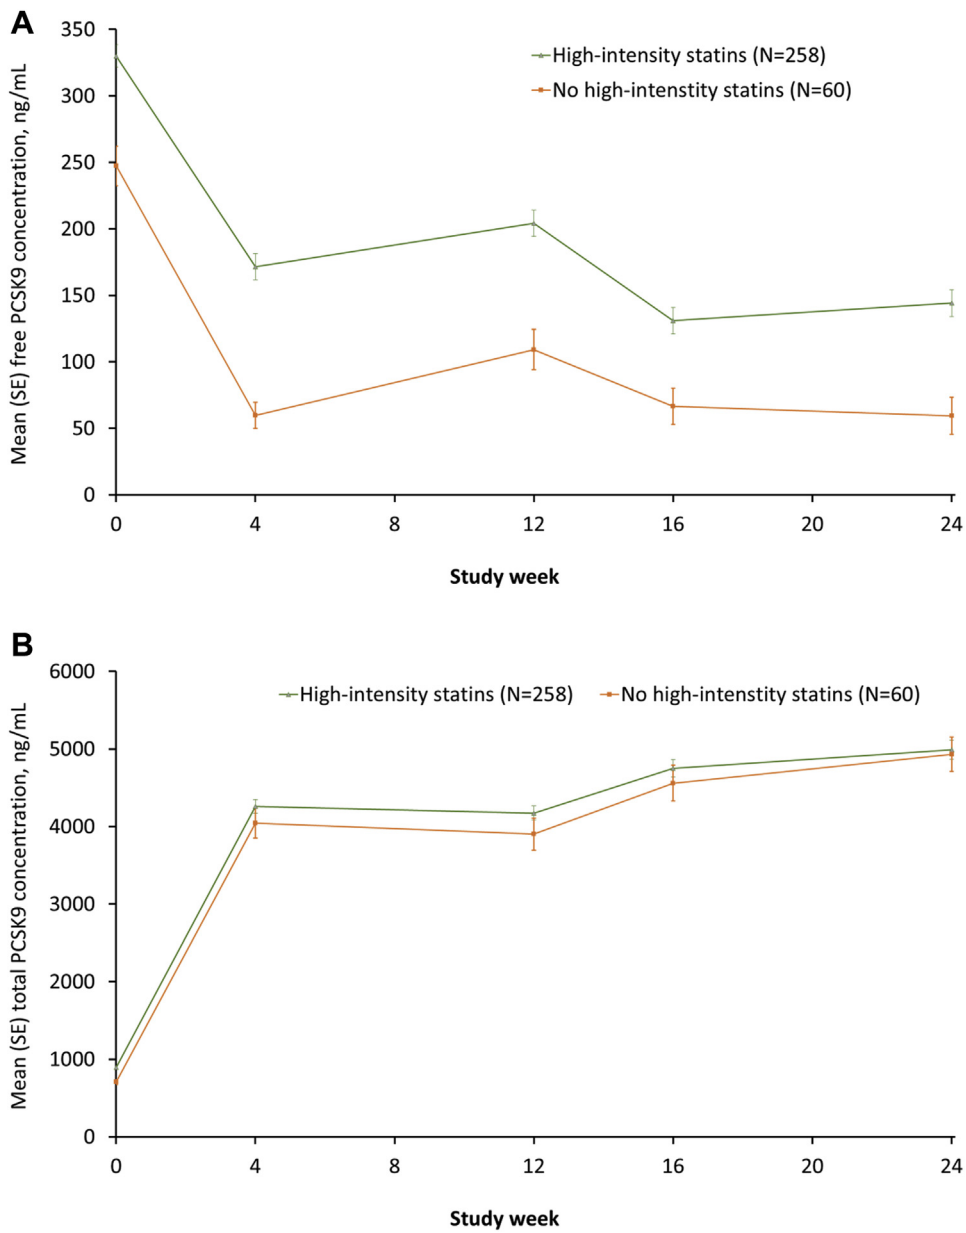 A
Mean (SE) free PCSK9 concentration, ng/mL
350
300
250
200
150
100
50
0
High-intensity statins (N=258)
No high-intenstity statins (N=60)
0 4 8 12 16 20 24
Study week
B
Mean (SE) total PCSK9 concentration, ng/mL
6000
5000
4000
3000
2000
1000
0
High-intensity statins (N=258) No high-intenstity statins (N=60)
0 4 8 12 16 20 24
Study week